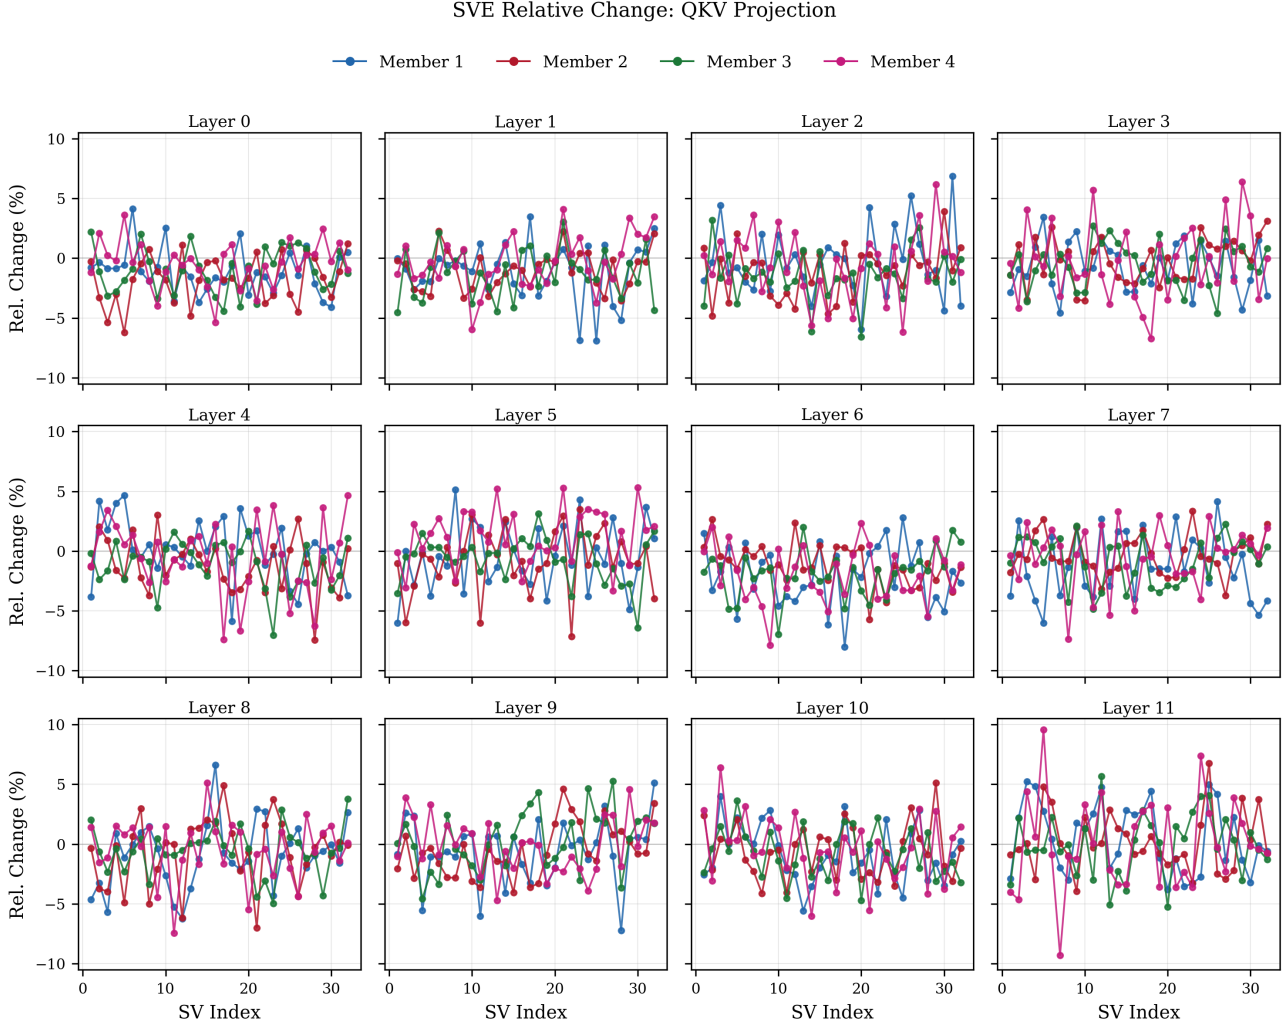 SVE Relative Change: QKV Projection
Member 1 Member 2 Member 3 Member 4
Layer 0 Layer 1 Layer 2 Layer 3
10
5
0
−5
−10
Rel. Change (%)
Layer 4 Layer 5 Layer 6 Layer 7
10
5
0
−5
−10
Rel. Change (%)
Layer 8 Layer 9 Layer 10 Layer 11
10
5
0
−5
−10
Rel. Change (%)
0 10 20 30 0 10 20 30 0 10 20 30 0 10 20 30
SV Index SV Index SV Index SV Index